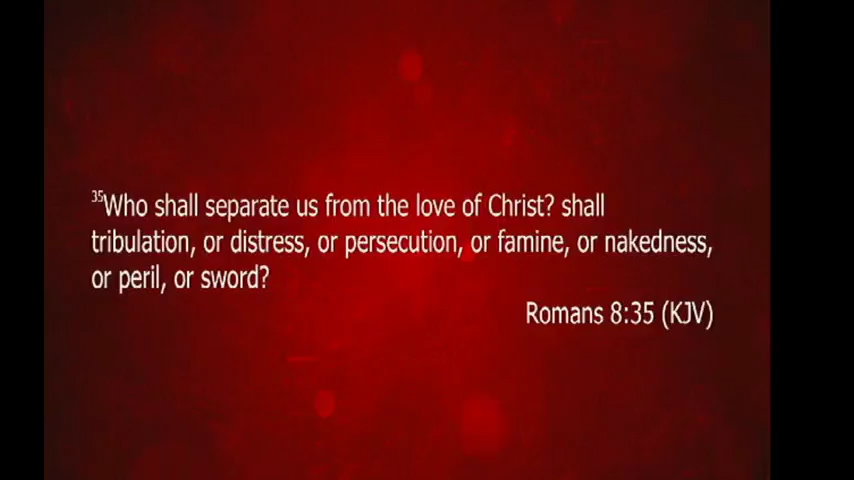 35Who shall separate us from the love of Christ? shall
tribulation, or distress, or persecution, or famine, or nakedness,
or peril, or sword?
Romans 8:35 (KJV)